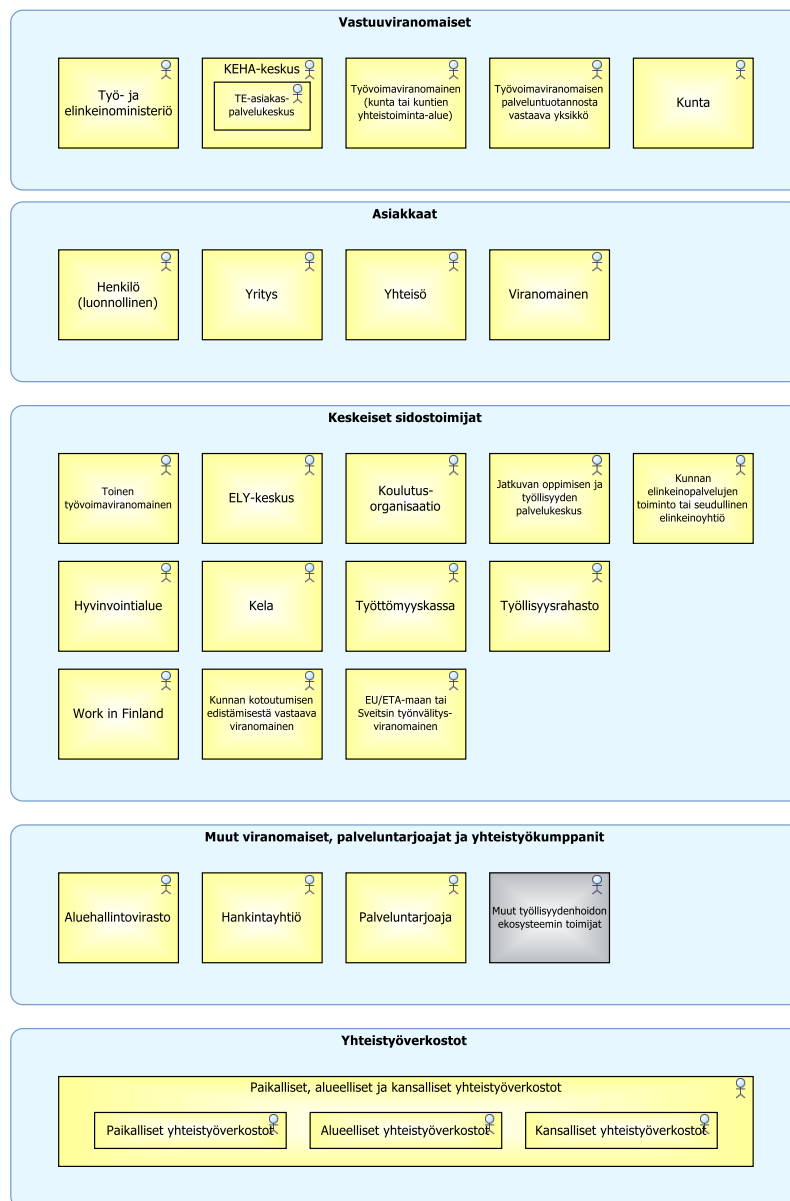 Vastuuviranomaiset
Työ- ja
elinkeinoministeriö
KEHA-keskus
TE-asiakas-
palvelukeskus
Työvoimaviranomainen
(kunta tai kuntien
yhteistoiminta-alue)
Työvoimaviranomaisen
palveluntuotannosta
vastaava yksikkö
Kunta
Asiakkaat
Henkilö
(luonnollinen)
Yritys
Yhteisö
Viranomainen
Keskeiset sidostoimijat
Toinen
työvoimaviranomainen
ELY-keskus
Koulutus-
organisaatio
Jatkuvan oppimisen ja
työllisyyden
palvelukeskus
Kunnan
elinkeinopalvelujen
toiminto tai seudullinen
elinkeinoyhtiö
Hyvinvointialue
Kela
Työttömyyskassa
Työllisyysrahasto
Work in Finland
Kunnan kotoutumisen
edistämisestä vastaava
viranomainen
EU/ETA-maan tai
Sveitsin työnvälitys-
viranomainen
Muut viranomaiset, palveluntarjoajat ja yhteistyökumppanit
Aluehallintovirasto
Hankintayhtiö
Palveluntarjoaja
Muut työllisyydenhoidon
ekosysteemin toimijat
Yhteistyöverkostot
Paikalliset, alueelliset ja kansalliset yhteistyöverkostot
Paikalliset yhteistyöverkostot
Alueelliset yhteistyöverkostot
Kansalliset yhteistyöverkostot